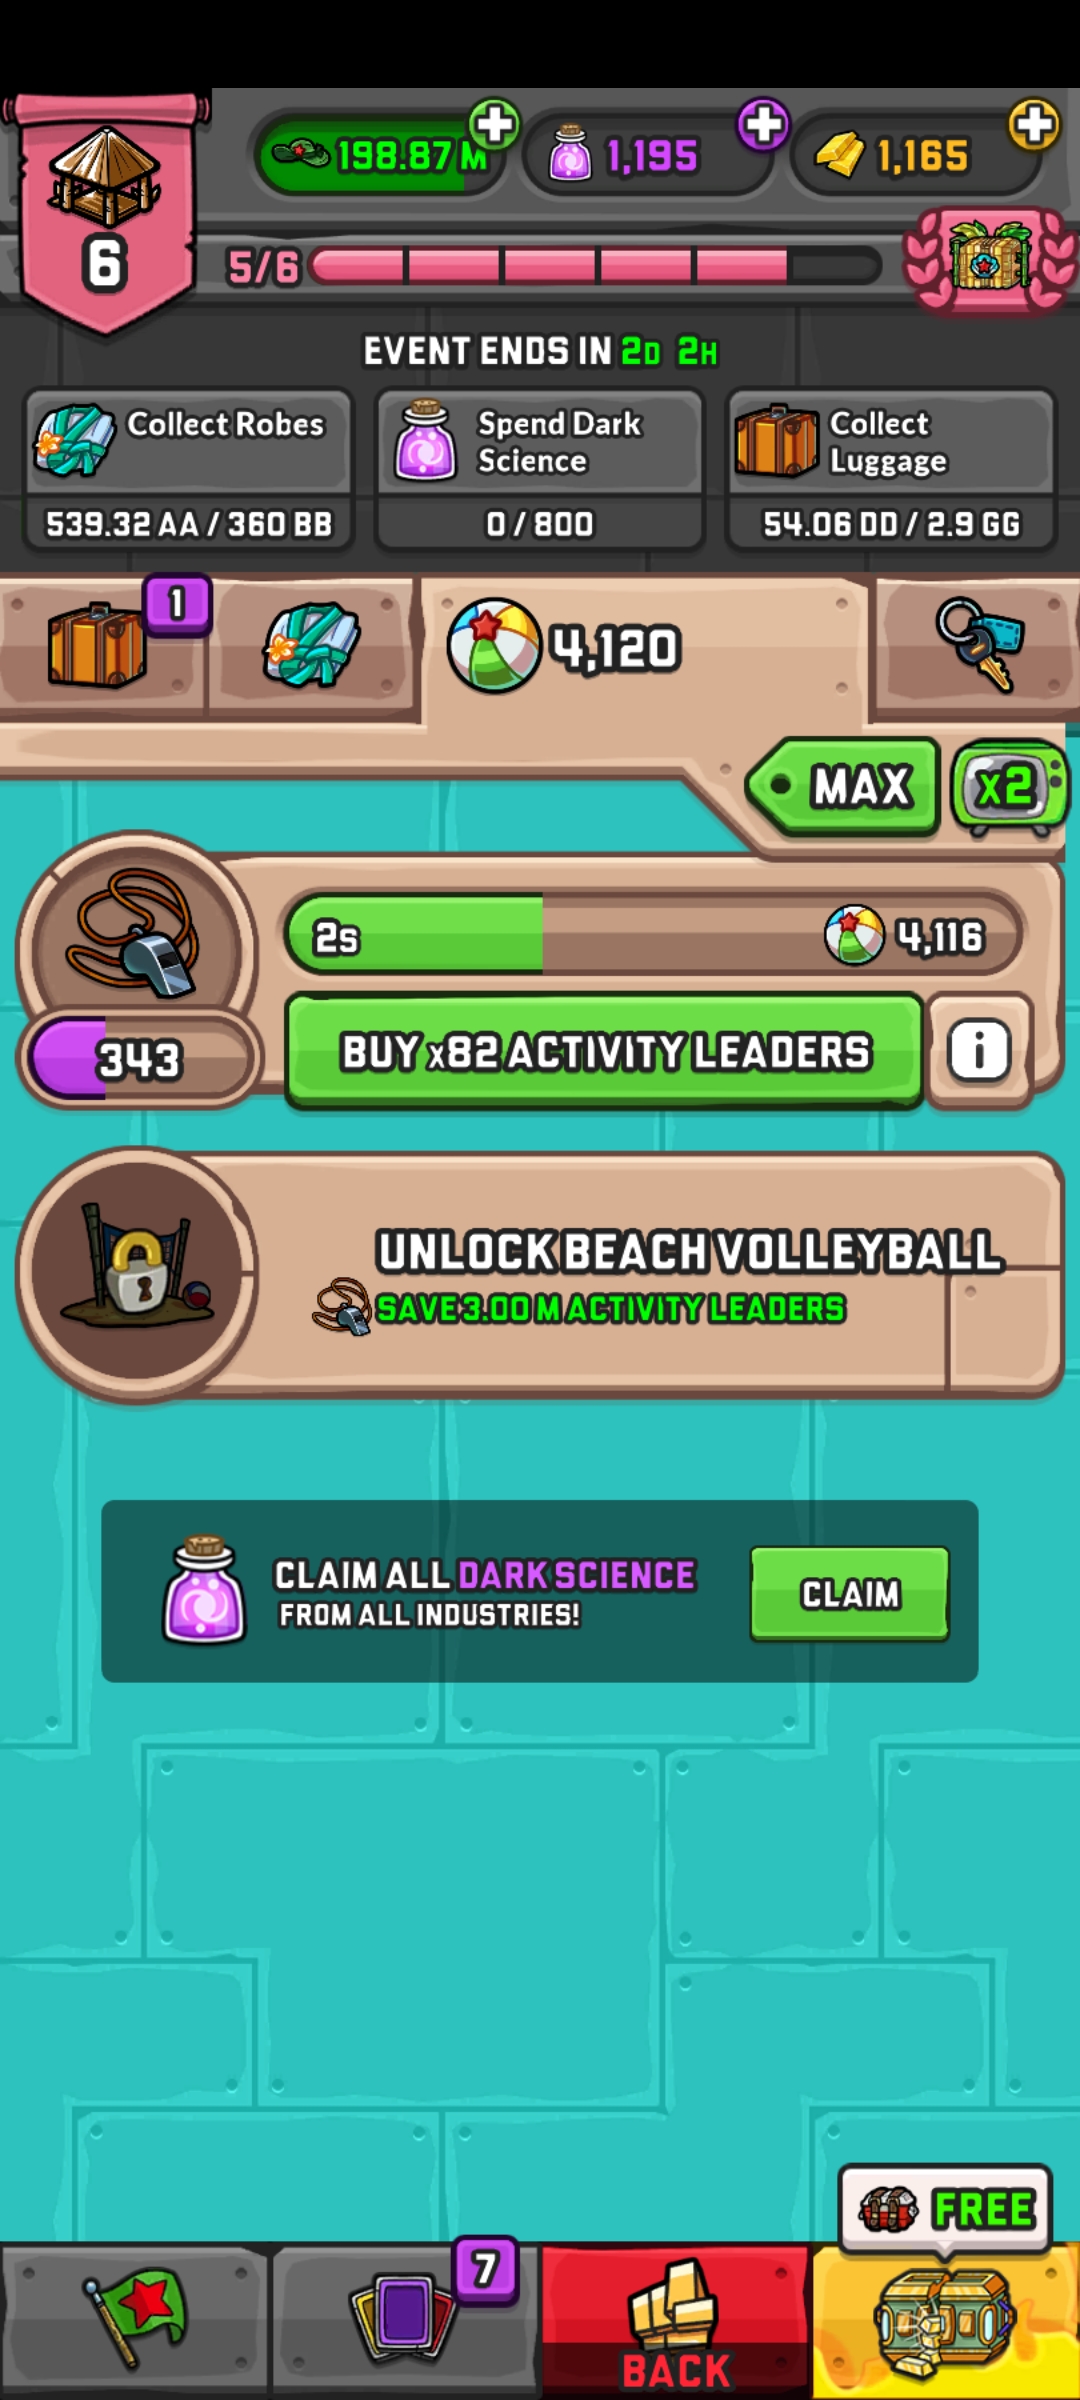 198.87 M
1,195
1,165
6
5/6
EVENT ENDS IN 2D 2H
Collect Robes
539.32 AA / 360 BB
Spend Dark
Science
0 / 800
Collect
Luggage
54.06 DD / 2.9 GG
1
4,120
MAX
x2
2s
4,116
343
BUY x82 ACTIVITY LEADERS
i
UNLOCK BEACH VOLLEYBALL
SAVE 3.00 M ACTIVITY LEADERS
CLAIM ALL DARK SCIENCE
FROM ALL INDUSTRIES!
CLAIM
FREE
7
BACK